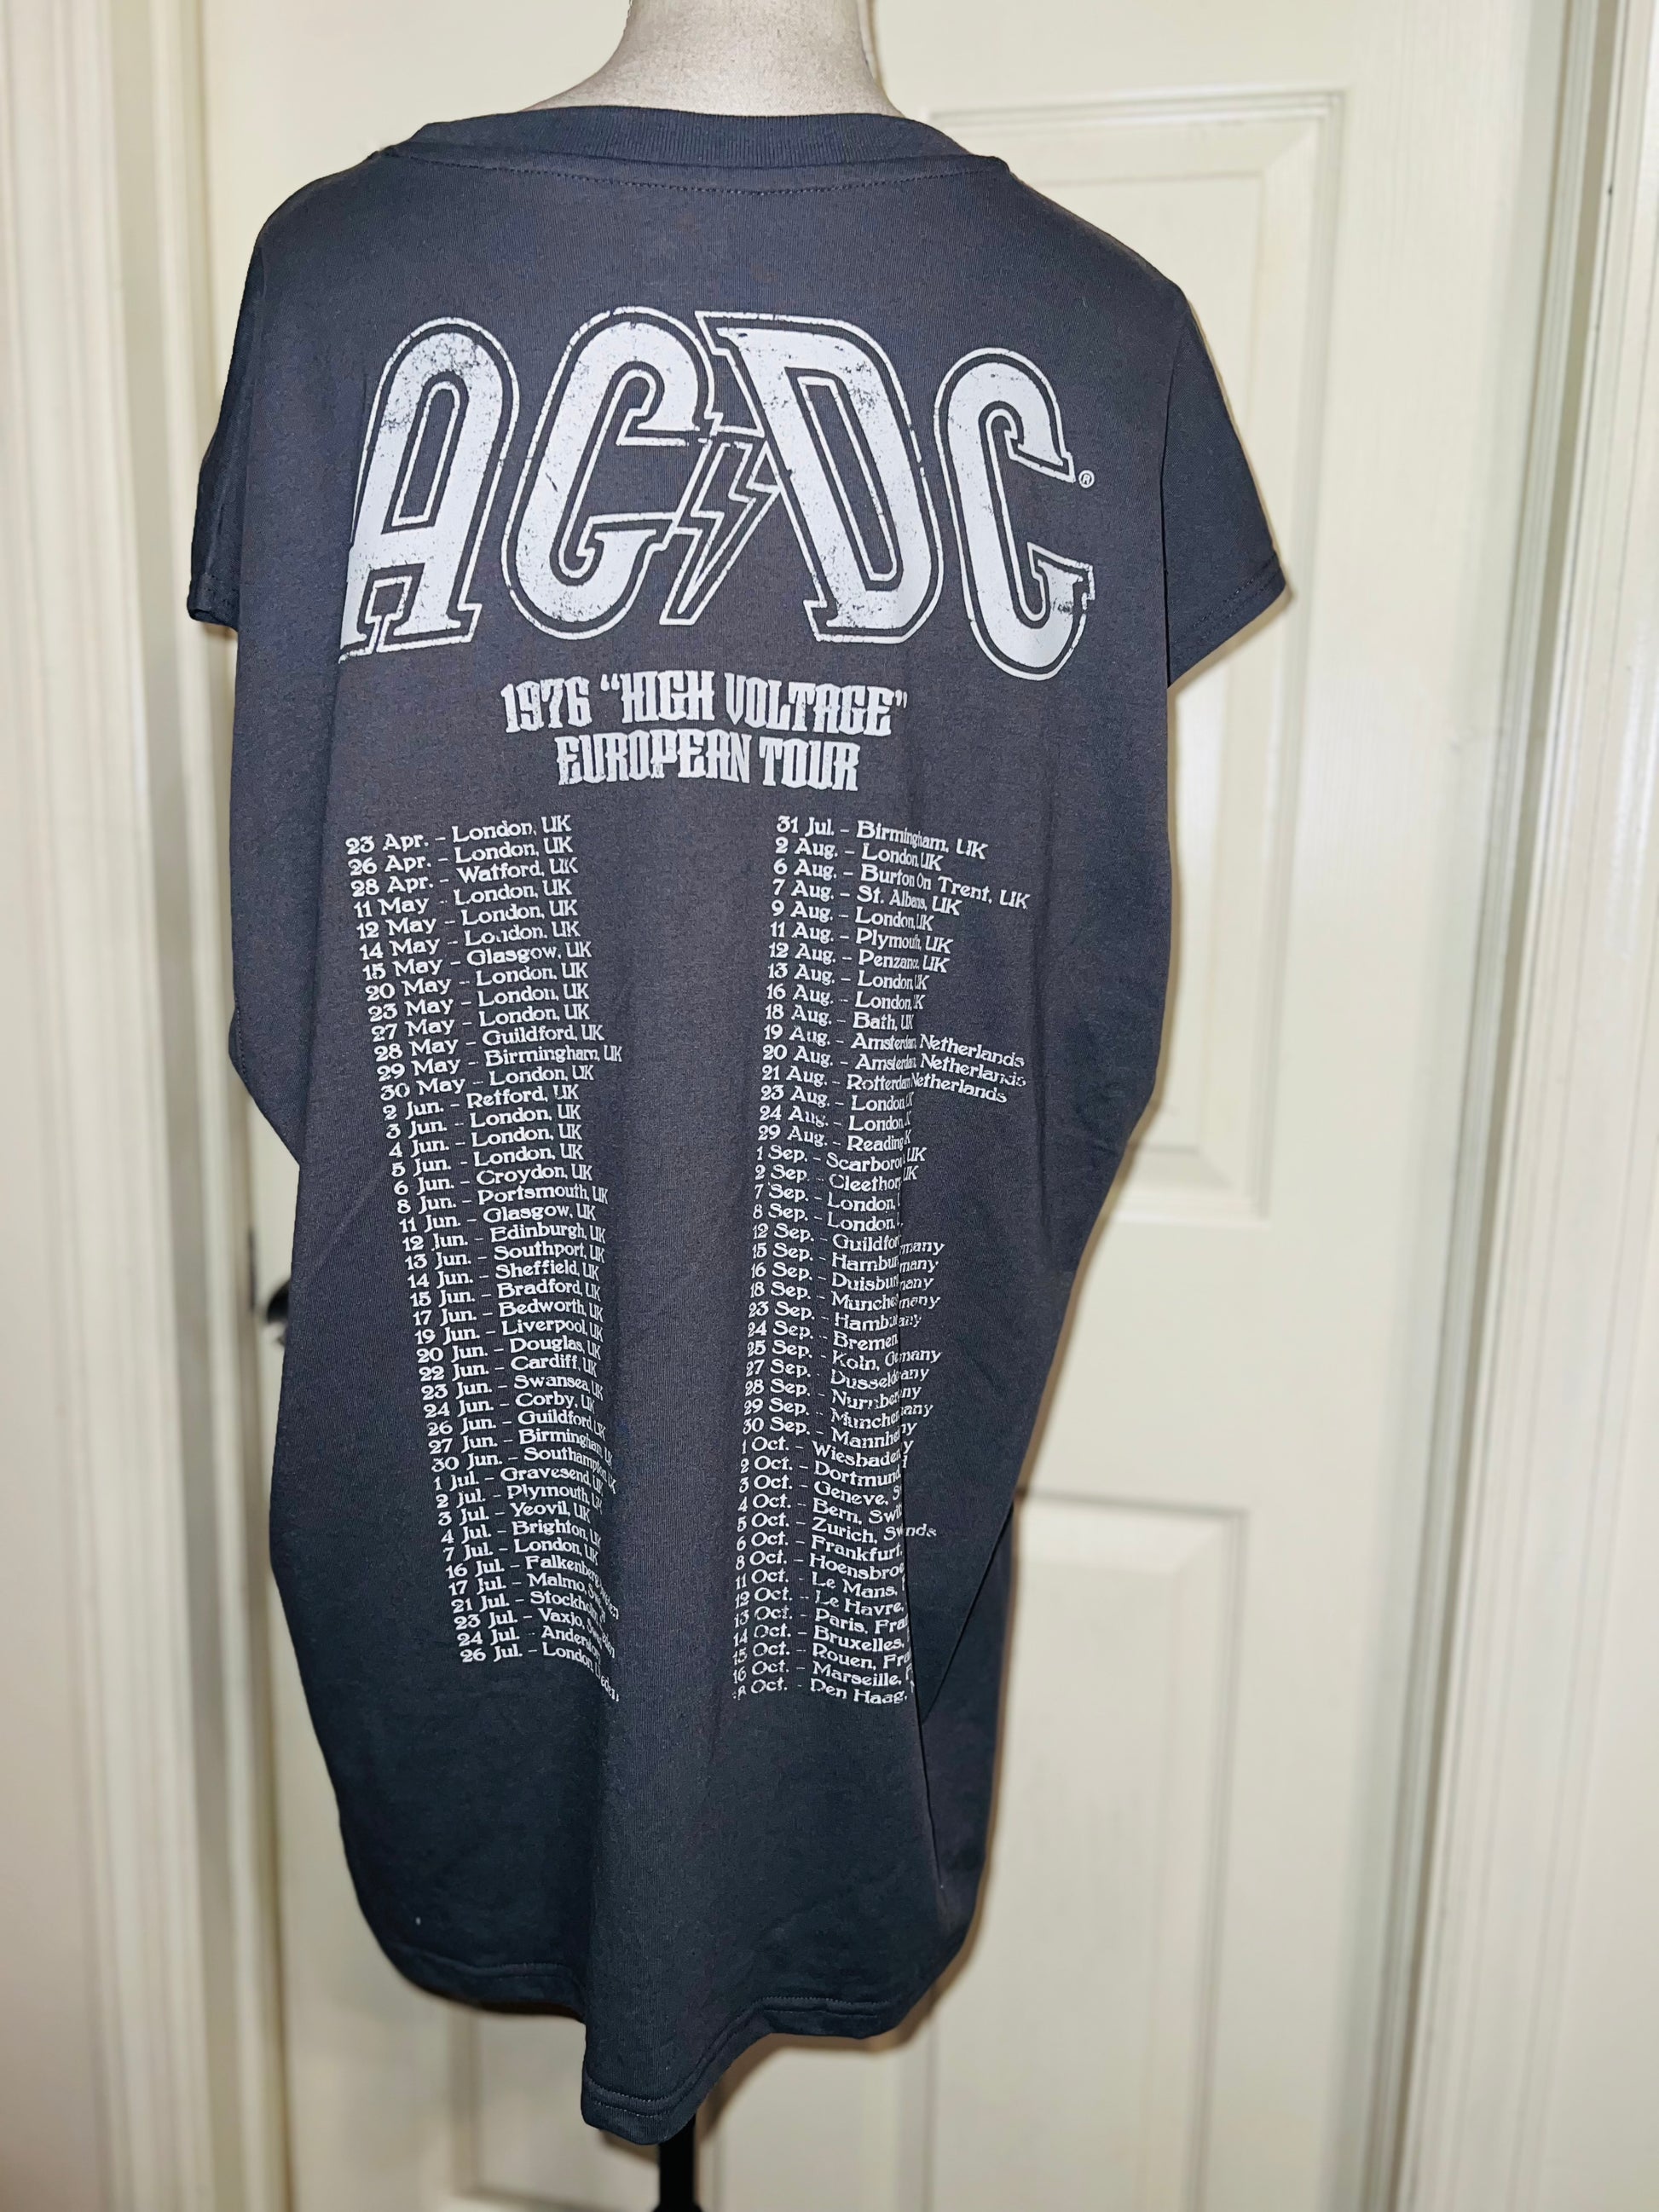 AC DC ®
1976 “HIGH VOLTAGE”
EUROPEAN TOUR
23 Apr. - London, UK
26 Apr. - London, UK
28 Apr. - Watford, UK
11 May - London, UK
12 May - London, UK
14 May - London, UK
15 May - Glasgow, UK
20 May - London, UK
23 May - London, UK
27 May - London, UK
28 May - Guildford, UK
29 May - Birmingham, UK
30 May - London, UK
2 Jun. - Retford, UK
3 Jun. - London, UK
4 Jun. - London, UK
5 Jun. - London, UK
6 Jun. - Croydon, UK
8 Jun. - Portsmouth, UK
11 Jun. - Glasgow, UK
12 Jun. - Edinburgh, UK
13 Jun. - Southport, UK
14 Jun. - Sheffield, UK
15 Jun. - Bradford, UK
17 Jun. - Bedworth, UK
19 Jun. - Liverpool, UK
20 Jun. - Douglas, UK
22 Jun. - Cardiff, UK
23 Jun. - Swansea, UK
24 Jun. - Corby, UK
26 Jun. - Guildford, UK
27 Jun. - Birmingham, UK
30 Jun. - Southampton, UK
1 Jul. - Gravesend, UK
2 Jul. - Plymouth, UK
3 Jul. - Yeovil, UK
4 Jul. - Brighton, UK
7 Jul. - London, UK
16 Jul. - Falkenberg
17 Jul. - Malmo,
21 Jul. - Stockholm,
23 Jul. - Vaxjo,
24 Jul. -
26 Jul. - London,
31 Jul. - Birmingham, UK
2 Aug. - London, UK
6 Aug. - Burton On Trent, UK
7 Aug. - St. Albans, UK
9 Aug. - London, UK
11 Aug. - Plymouth, UK
12 Aug. - Penzance, UK
13 Aug. - London, UK
16 Aug. - London, UK
18 Aug. - Bath, UK
19 Aug. - Amsterdam, Netherlands
20 Aug. - Amsterdam, Netherlands
21 Aug. - Rotterdam Netherlands
23 Aug. - London,
24 Aug. - London,
29 Aug. - Reading
1 Sep. - UK
2 Sep. - UK
7 Sep. - London,
8 Sep. - London,
12 Sep. -
15 Sep. -
16 Sep. -
18 Sep. -
23 Sep. -
24 Sep. - Bremen
25 Sep. - Koln, Germany
27 Sep. -
28 Sep. -
29 Sep. -
30 Sep. -
1 Oct. - Wiesbaden
2 Oct. - Dortmund
3 Oct. - Geneve,
4 Oct. - Bern,
5 Oct. - Zurich,
6 Oct. - Frankfurt,
8 Oct. -
11 Oct. - Le Mans,
12 Oct. - Le Havre,
13 Oct. - Paris,
14 Oct. - Bruxelles,
15 Oct. - Rouen,
16 Oct. - Marseille,
Oct. - Den Haag,